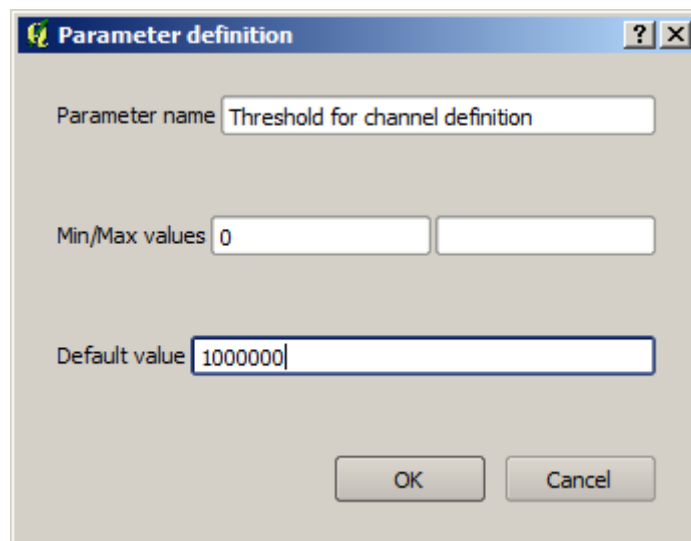 Parameter definition
Parameter name Threshold for channel definition
Min/Max values 0
Default value 1000000
OK Cancel